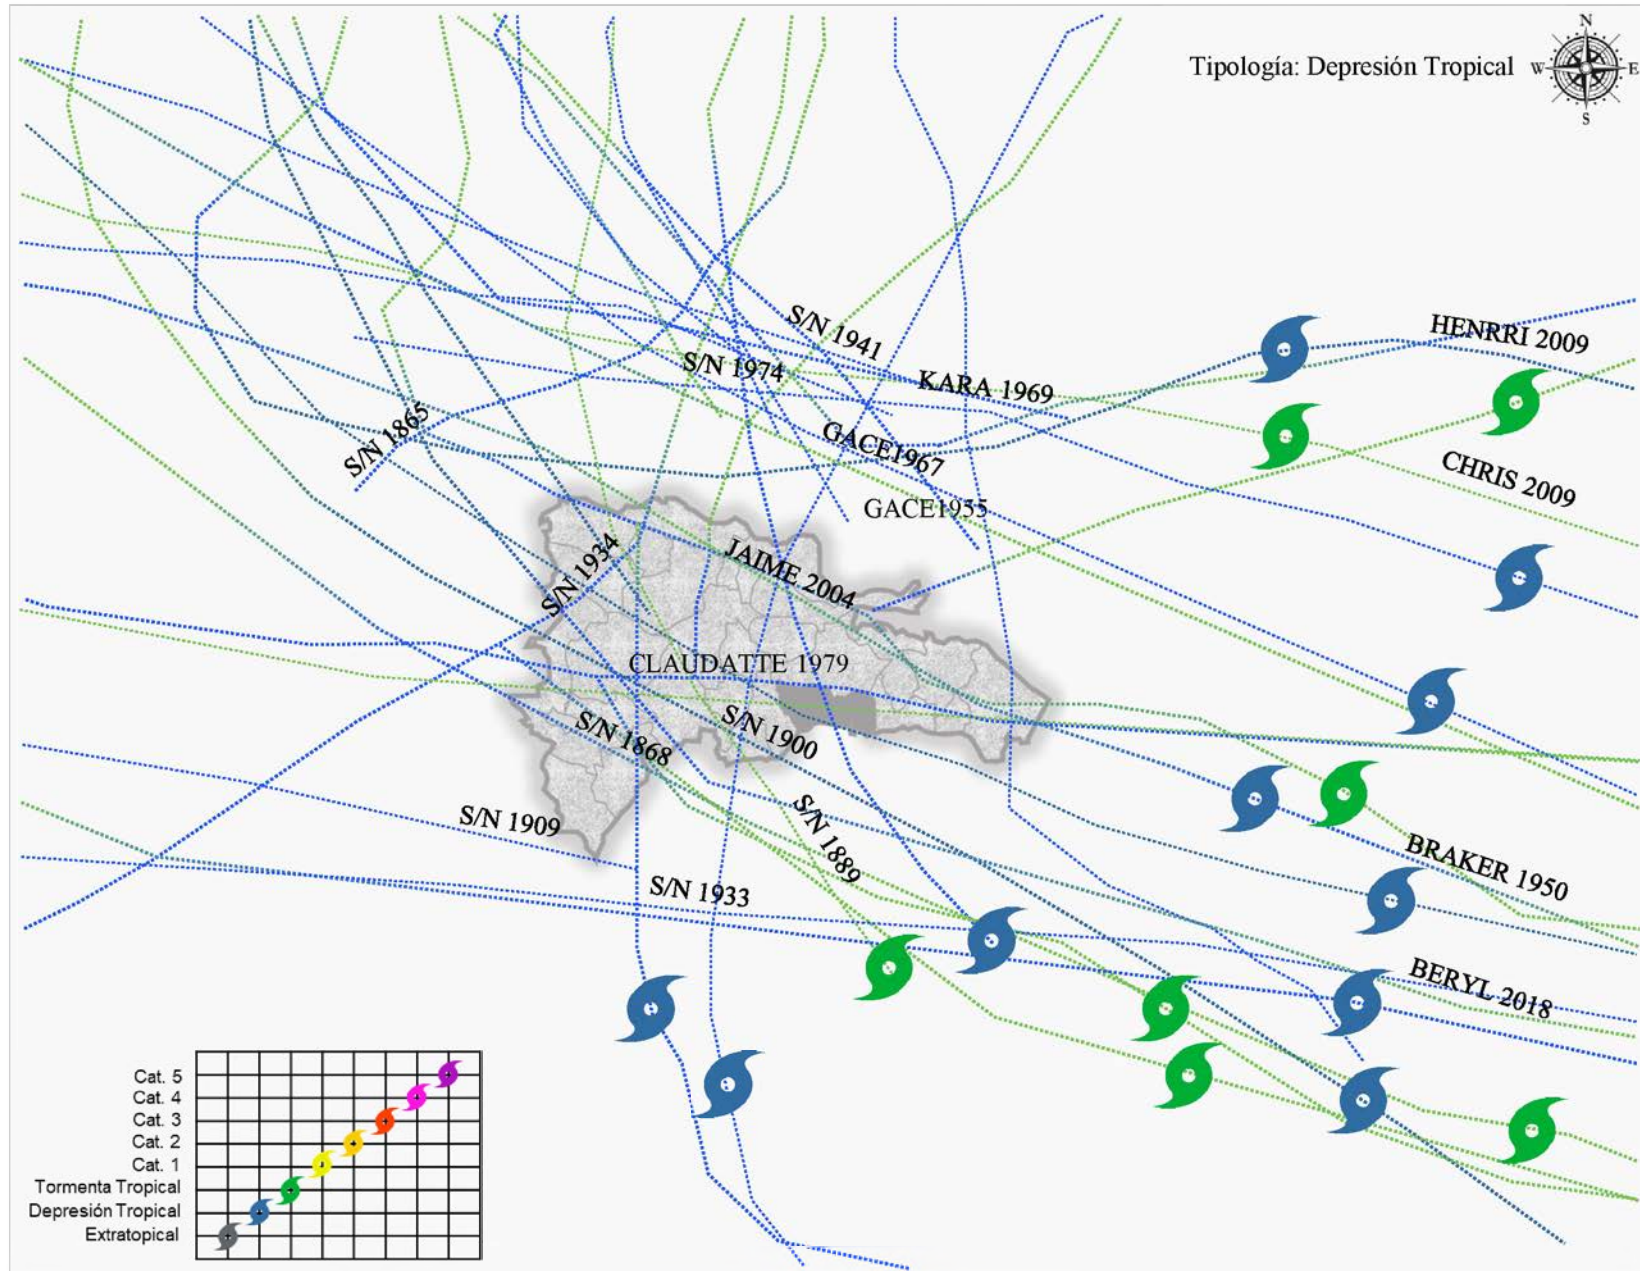 N
Tipología: Depresión Tropical
W
E
S
S/N 1941
HENRRI 2009
S/N 1974
KARA 1969
S/N 1865
GACE1967
CHRIS 2009
GACE1955
S/N 1934
JAIME 2004
CLAUDATTE 1979
S/N 1900
S/N 1868
S/N 1909
S/N 1889
BRAKER 1950
S/N 1933
BERYL 2018
Cat. 5
Cat. 4
Cat. 3
Cat. 2
Cat. 1
Tormenta Tropical
Depresión Tropical
Extratopical